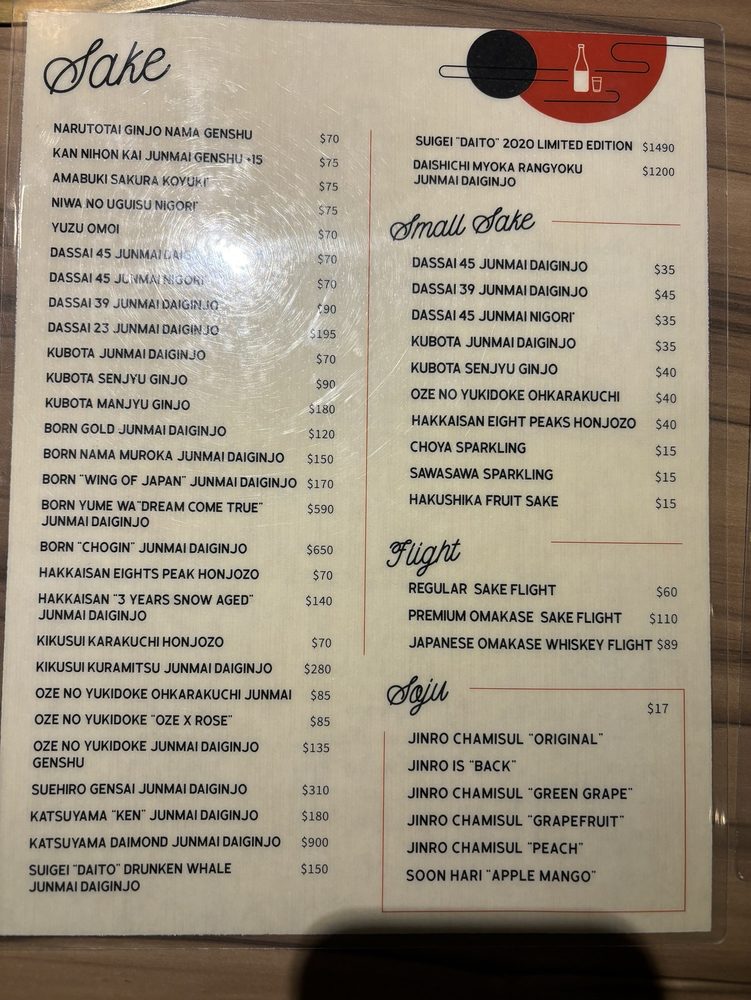 Sake
NARUTOTAI GINJO NAMA GENSHU $70
KAN NIHON KAI JUNMAI GENSHU +15 $75
AMABUKI SAKURA KOYUKI* $75
NIWA NO UGUISU NIGORI* $75
YUZU OMOI $70
DASSAI 45 JUNMAI DAIGINJO $70
DASSAI 45 JUNMAI NIGORI* $70
DASSAI 39 JUNMAI DAIGINJO $90
DASSAI 23 JUNMAI DAIGINJO $195
KUBOTA JUNMAI DAIGINJO $70
KUBOTA SENJYU GINJO $90
KUBOTA MANJYU GINJO $180
BORN GOLD JUNMAI DAIGINJO $120
BORN NAMA MUROKA JUNMAI DAIGINJO $150
BORN "WING OF JAPAN" JUNMAI DAIGINJO $170
BORN YUME WA"DREAM COME TRUE" $590
JUNMAI DAIGINJO
BORN "CHOGIN" JUNMAI DAIGINJO $650
HAKKAISAN EIGHTS PEAK HONJOZO $70
HAKKAISAN "3 YEARS SNOW AGED" $140
JUNMAI DAIGINJO
KIKUSUI KARAKUCHI HONJOZO $70
KIKUSUI KURAMITSU JUNMAI DAIGINJO $280
OZE NO YUKIDOKE OHKARAKUCHI JUNMAI $85
OZE NO YUKIDOKE "OZE X ROSE" $85
OZE NO YUKIDOKE JUNMAI DAIGINJO $135
GENSHU
SUEHIRO GENSAI JUNMAI DAIGINJO $310
KATSUYAMA "KEN" JUNMAI DAIGINJO $180
KATSUYAMA DAIMOND JUNMAI DAIGINJO $900
SUIGEI "DAITO" DRUNKEN WHALE $150
JUNMAI DAIGINJO
SUIGEI "DAITO" 2020 LIMITED EDITION $1490
DAISHICHI MYOKA RANGYOKU $1200
JUNMAI DAIGINJO
Small Sake
DASSAI 45 JUNMAI DAIGINJO $35
DASSAI 39 JUNMAI DAIGINJO $45
DASSAI 45 JUNMAI NIGORI* $35
KUBOTA JUNMAI DAIGINJO $35
KUBOTA SENJYU GINJO $40
OZE NO YUKIDOKE OHKARAKUCHI $40
HAKKAISAN EIGHT PEAKS HONJOZO $40
CHOYA SPARKLING $15
SAWASAWA SPARKLING $15
HAKUSHIKA FRUIT SAKE $15
Flight
REGULAR SAKE FLIGHT $60
PREMIUM OMAKASE SAKE FLIGHT $110
JAPANESE OMAKASE WHISKEY FLIGHT $89
Soju
$17
JINRO CHAMISUL "ORIGINAL"
JINRO IS "BACK"
JINRO CHAMISUL "GREEN GRAPE"
JINRO CHAMISUL "GRAPEFRUIT"
JINRO CHAMISUL "PEACH"
SOON HARI "APPLE MANGO"